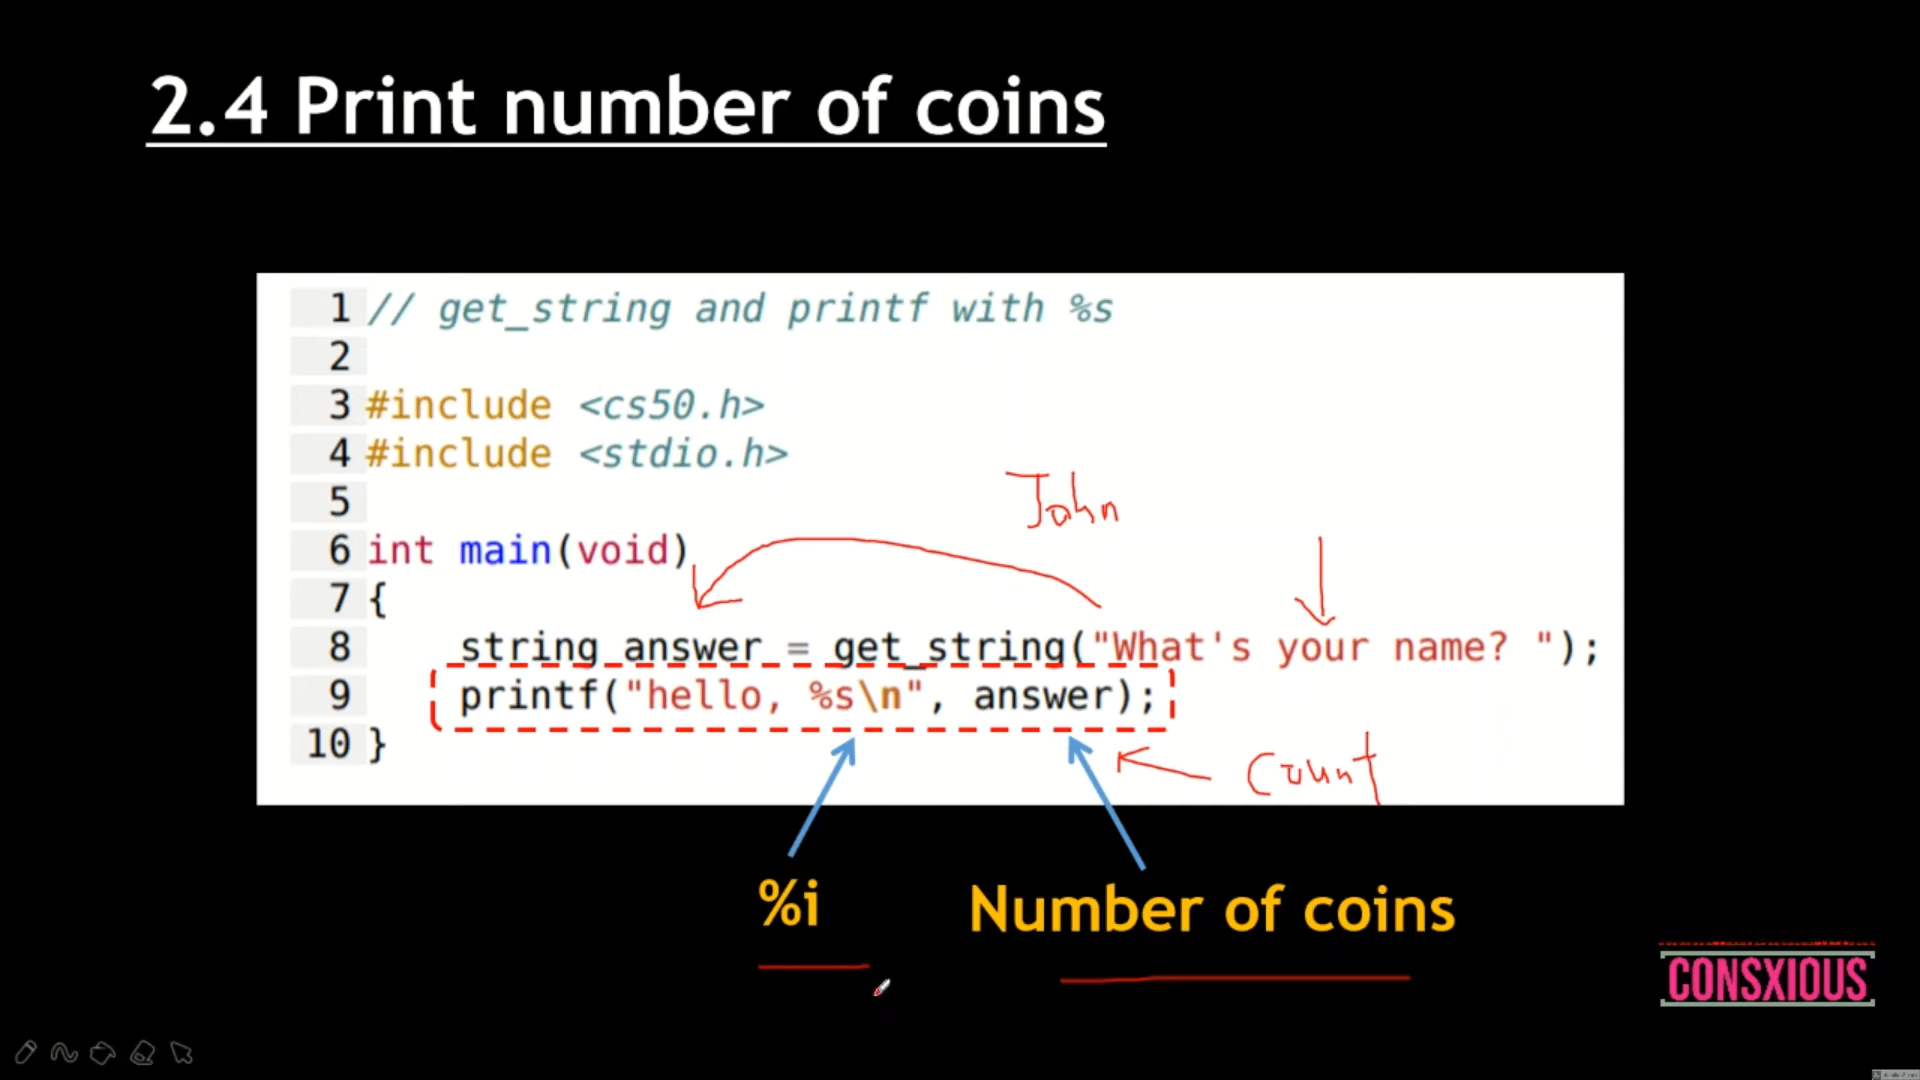 2.4 Print number of coins
1 // get_string and printf with %s
2
3 #include <cs50.h>
4 #include <stdio.h>
5
John
6 int main(void)
7 {
8 string answer = get_string("What's your name? ");
9 printf("hello, %s\n", answer);
10 }
count
%i
Number of coins
CONSXIOUS